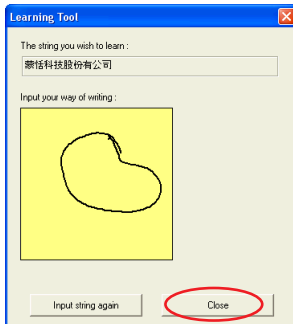 Learning Tool
The string you wish to learn :
蒙恬科技股份有公司
Input your way of writing :
Input string again
Close